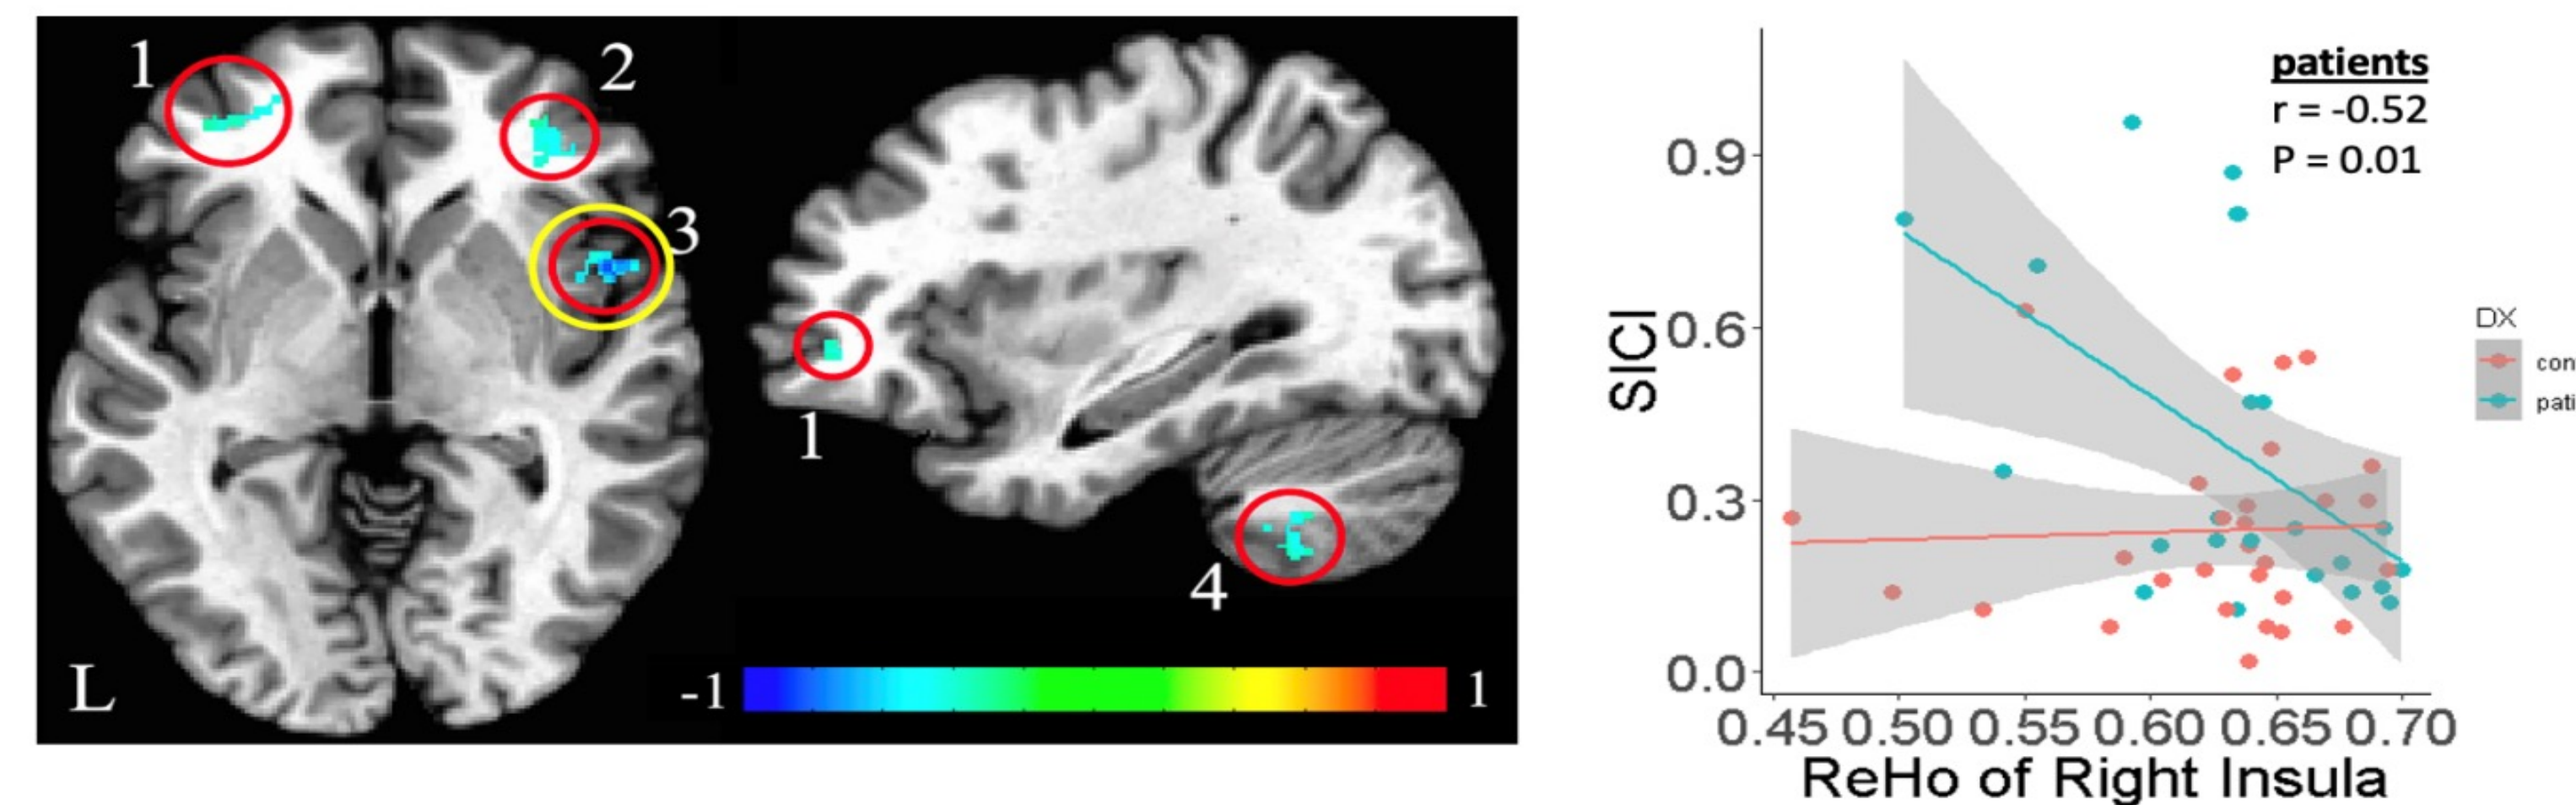 1
2
3
L
1
4
-1
1
patients
r = -0.52
P = 0.01
SICI
0.9
0.6
0.3
0.0
0.45 0.50 0.55 0.60 0.65 0.70
ReHo of Right Insula
DX
con
pati